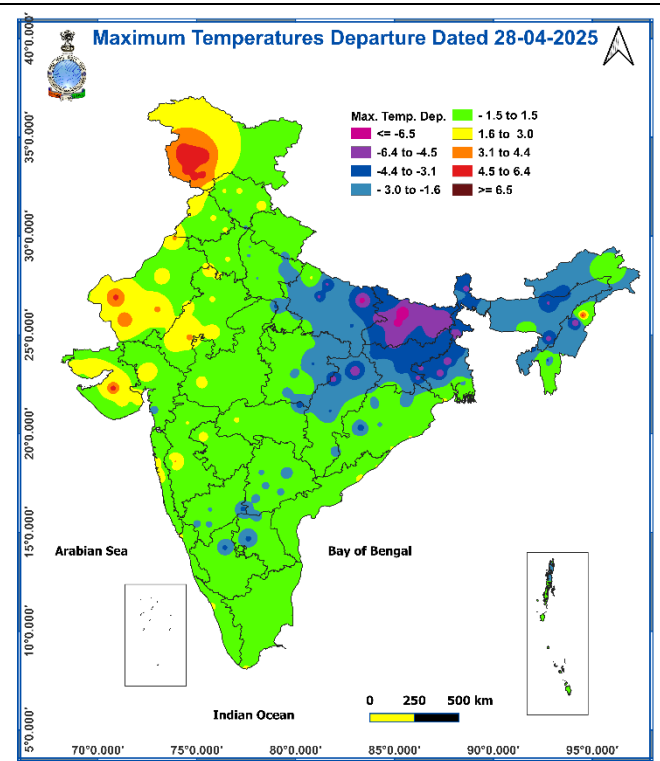 Maximum Temperatures Departure Dated 28-04-2025
Max. Temp. Dep.
<= -6.5
-6.4 to -4.5
-4.4 to -3.1
- 3.0 to -1.6
- 1.5 to 1.5
1.6 to 3.0
3.1 to 4.4
4.5 to 6.4
>= 6.5
40°0.000'
35°0.000'
30°0.000'
25°0.000'
20°0.000'
15°0.000'
10°0.000'
5°0.000'
Arabian Sea
Bay of Bengal
Indian Ocean
0 250 500 km
70°0.000' 75°0.000' 80°0.000' 85°0.000' 90°0.000' 95°0.000'